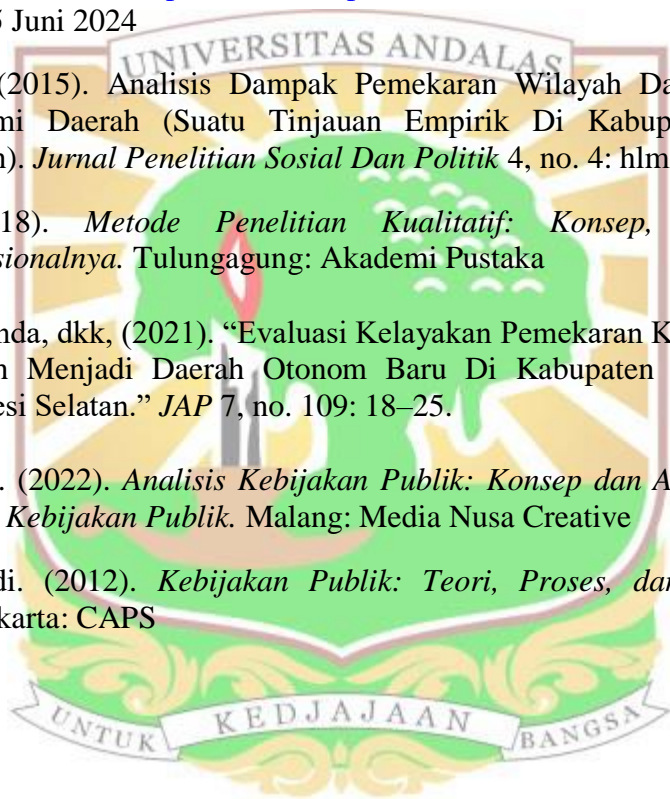 5 Juni 2024
UNIVERSITAS ANDALAS
(2015). Analisis Dampak Pemekaran Wilayah Da
mi Daerah (Suatu Tinjauan Empirik Di Kabup
n). Jurnal Penelitian Sosial Dan Politik 4, no. 4: hlm
18). Metode Penelitian Kualitatif: Konsep,
sionalnya. Tulungagung: Akademi Pustaka
nda, dkk, (2021). “Evaluasi Kelayakan Pemekaran K
n Menjadi Daerah Otonom Baru Di Kabupaten
esi Selatan.” JAP 7, no. 109: 18–25.
. (2022). Analisis Kebijakan Publik: Konsep dan A
Kebijakan Publik. Malang: Media Nusa Creative
di. (2012). Kebijakan Publik: Teori, Proses, dan
karta: CAPS
UNTUK KEDJAJAAN BANGSA